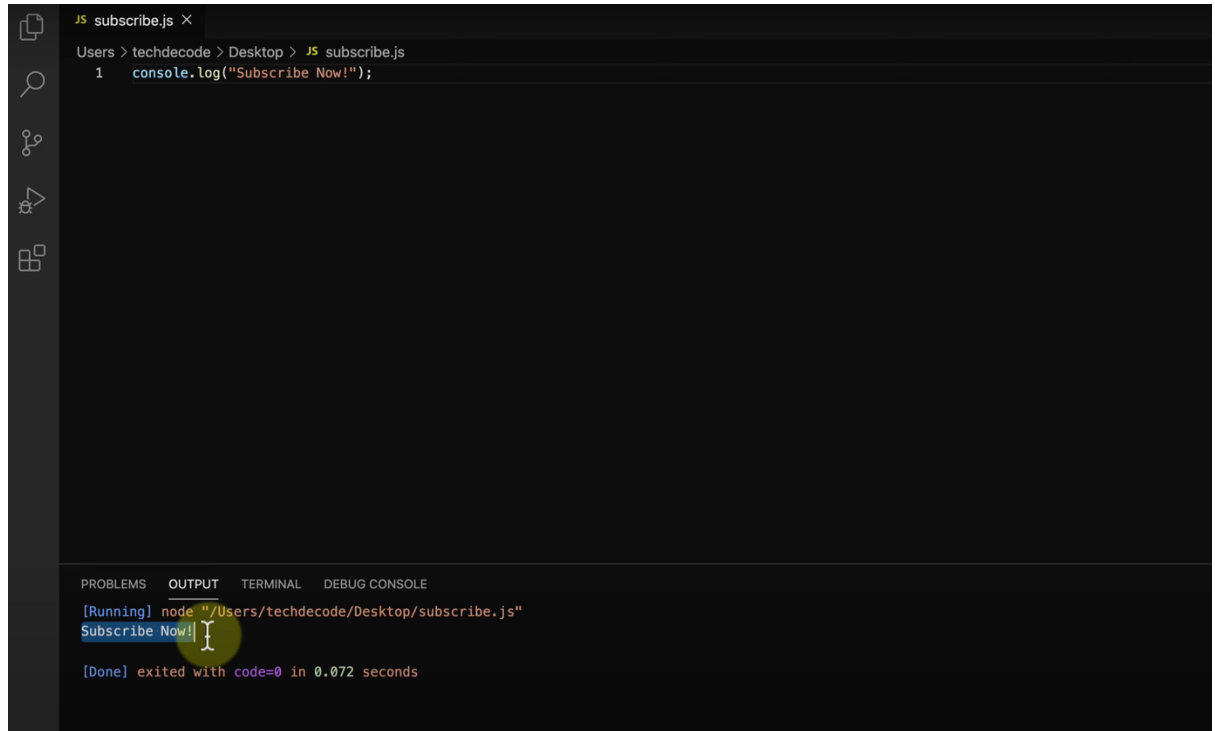 JS subscribe.js
Users > techdecode > Desktop > JS subscribe.js
1 console.log("Subscribe Now!");
PROBLEMS OUTPUT TERMINAL DEBUG CONSOLE
[Running] node "/Users/techdecode/Desktop/subscribe.js"
Subscribe Now!
[Done] exited with code=0 in 0.072 seconds